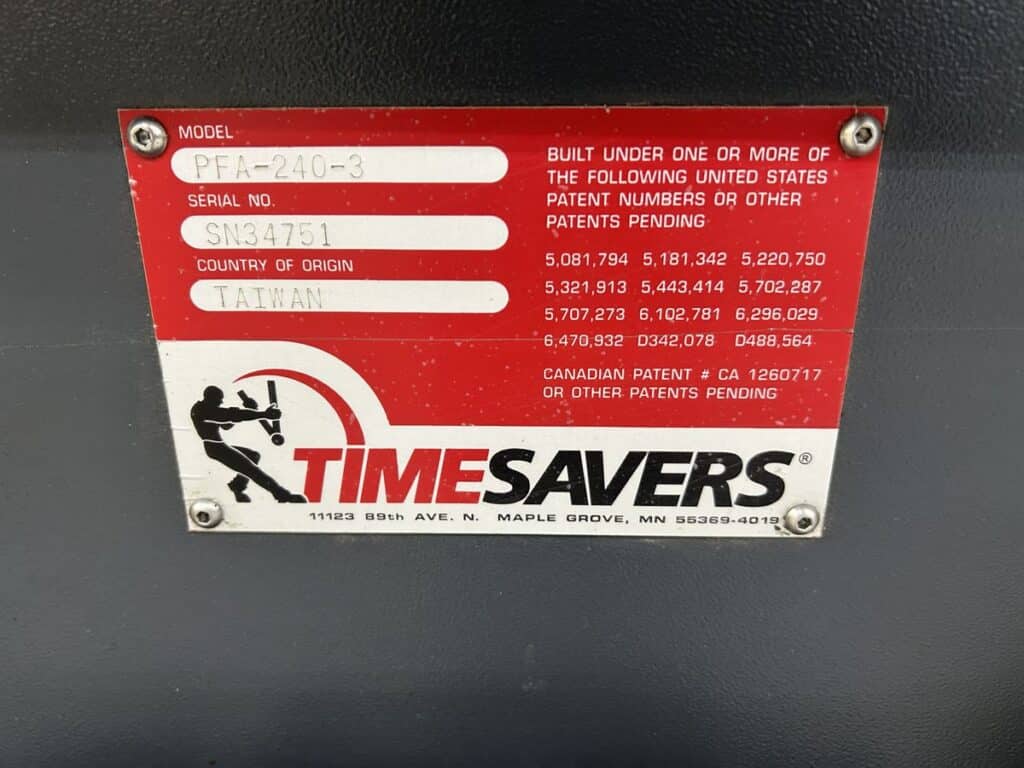 MODEL
PFA-240-3
SERIAL NO.
SN34751
COUNTRY OF ORIGIN
TAIWAN
BUILT UNDER ONE OR MORE OF
THE FOLLOWING UNITED STATES
PATENT NUMBERS OR OTHER
PATENTS PENDING
5,081,794 5,181,342 5,220,750
5,321,913 5,443,414 5,702,287
5,707,273 6,102,781 6,296,029
6,470,932 D342,078 D488,564
CANADIAN PATENT # CA 1260717
OR OTHER PATENTS PENDING
TIMESAVERS®
11123 89th AVE. N. MAPLE GROVE, MN 55369-4019